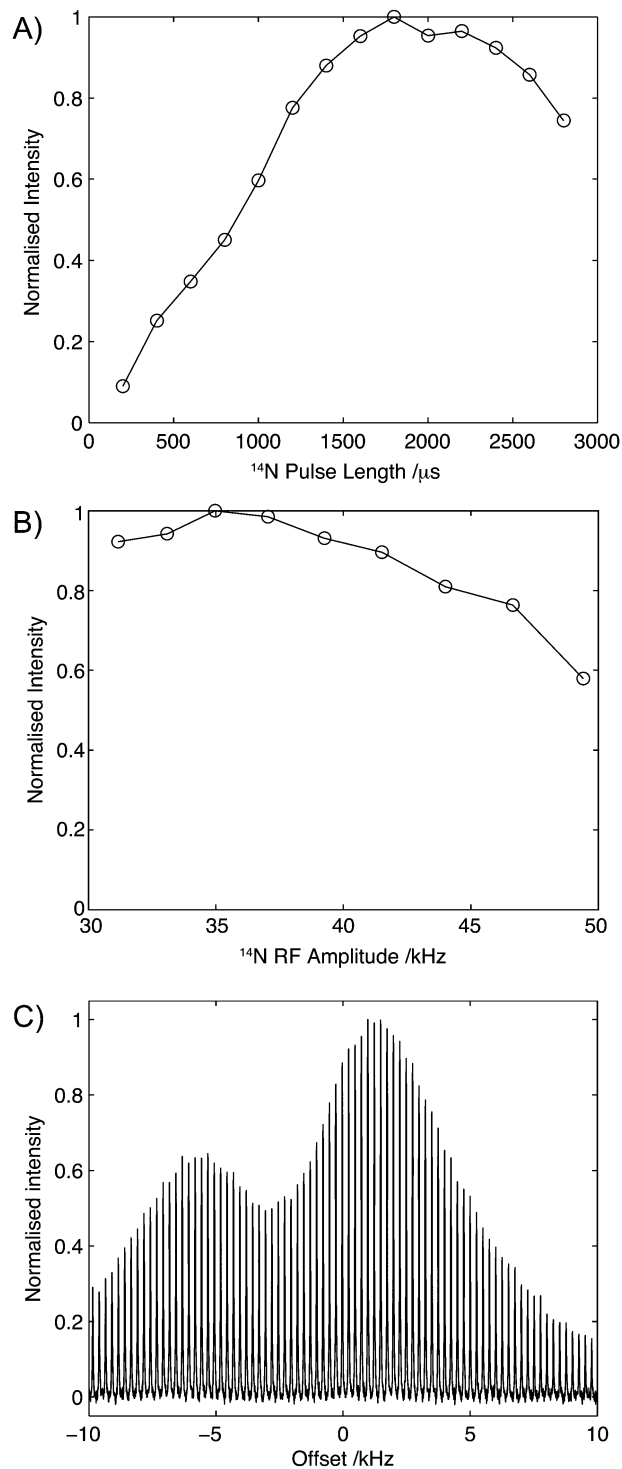 A)
1
0.8
0.6
0.4
0.2
0
Normalised Intensity
0 500 1000 1500 2000 2500 3000
¹⁴N Pulse Length /μs
B)
1
0.8
0.6
0.4
0.2
0
Normalised Intensity
30 35 40 45 50
¹⁴N RF Amplitude /kHz
C)
1
0.8
0.6
0.4
0.2
0
Normalised intensity
−10 −5 0 5 10
Offset /kHz